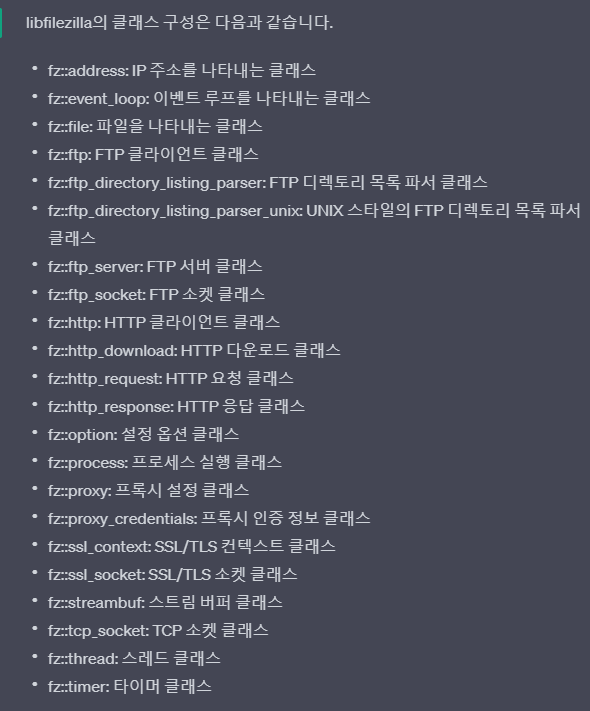 libfilezilla의 클래스 구성은 다음과 같습니다.
• fz::address: IP 주소를 나타내는 클래스
• fz::event_loop: 이벤트 루프를 나타내는 클래스
• fz::file: 파일을 나타내는 클래스
• fz::ftp: FTP 클라이언트 클래스
• fz::ftp_directory_listing_parser: FTP 디렉토리 목록 파서 클래스
• fz::ftp_directory_listing_parser_unix: UNIX 스타일의 FTP 디렉토리 목록 파서
클래스
• fz::ftp_server: FTP 서버 클래스
• fz::ftp_socket: FTP 소켓 클래스
• fz::http: HTTP 클라이언트 클래스
• fz::http_download: HTTP 다운로드 클래스
• fz::http_request: HTTP 요청 클래스
• fz::http_response: HTTP 응답 클래스
• fz::option: 설정 옵션 클래스
• fz::process: 프로세스 실행 클래스
• fz::proxy: 프록시 설정 클래스
• fz::proxy_credentials: 프록시 인증 정보 클래스
• fz::ssl_context: SSL/TLS 컨텍스트 클래스
• fz::ssl_socket: SSL/TLS 소켓 클래스
• fz::streambuf: 스트림 버퍼 클래스
• fz::tcp_socket: TCP 소켓 클래스
• fz::thread: 스레드 클래스
• fz::timer: 타이머 클래스